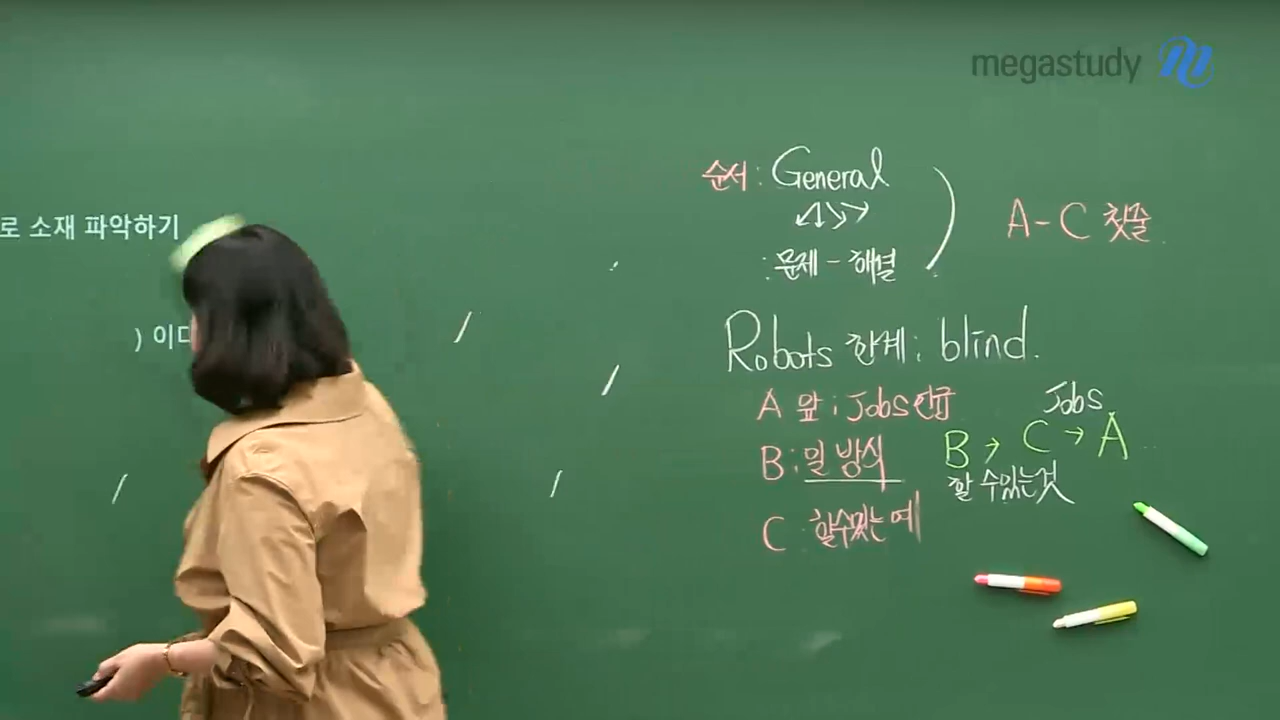 megastudy
로 소재 파악하기
) 이다
순서 : General
: 문제 - 해결
A - C 첫줄
Robots 한계 : blind.
A 앞 : Jobs 언급
B : 일 방식
C : 할 수 있는 예
Jobs
B → C → A
할 수 있는 것